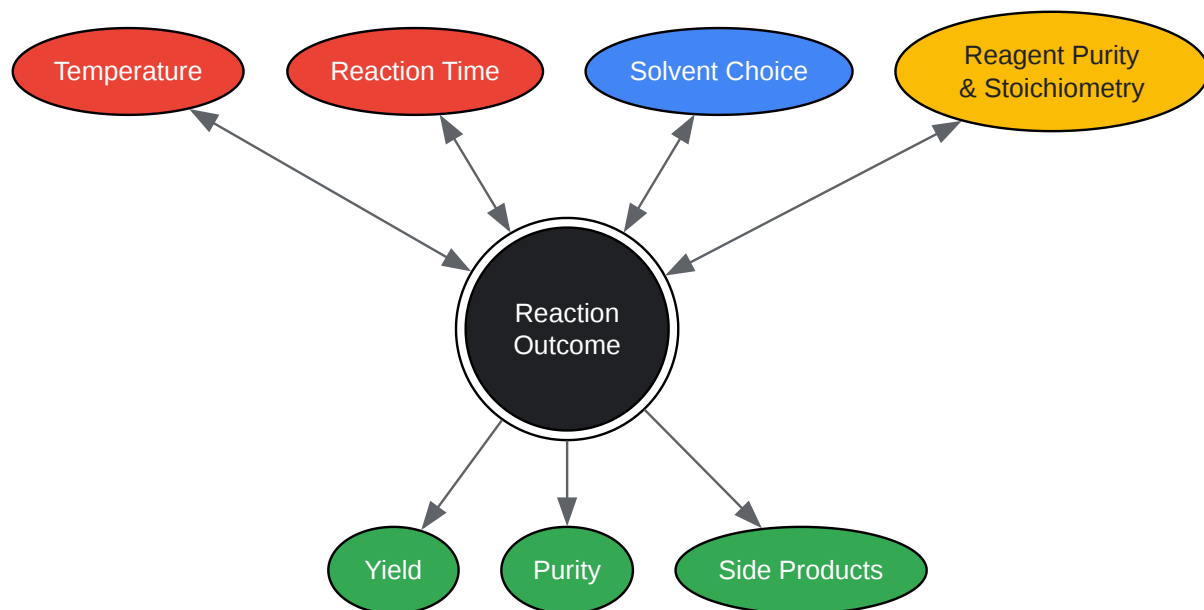 Temperature
Reaction Time
Solvent Choice
Reagent Purity
& Stoichiometry
Reaction
Outcome
Yield
Purity
Side Products